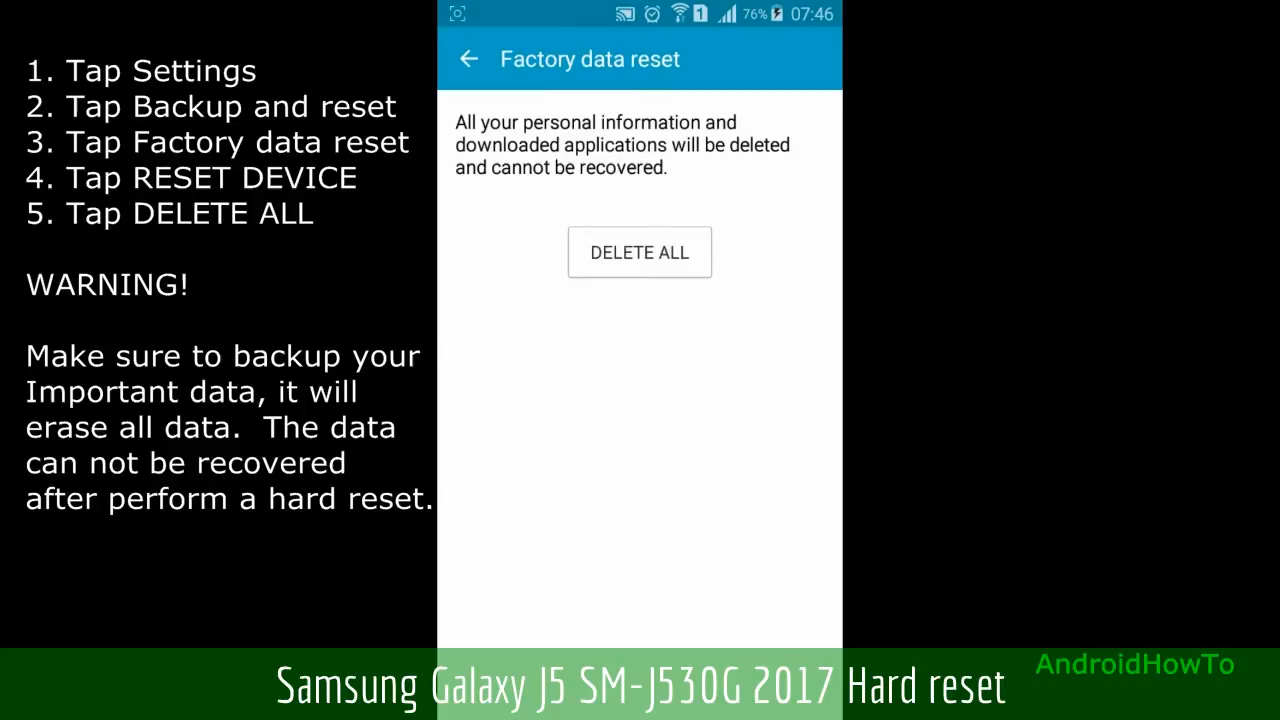 1. Tap Settings
2. Tap Backup and reset
3. Tap Factory data reset
4. Tap RESET DEVICE
5. Tap DELETE ALL
WARNING!
Make sure to backup your
Important data, it will
erase all data.  The data
can not be recovered
after perform a hard reset.
1 76% 07:46
Factory data reset
All your personal information and
downloaded applications will be deleted
and cannot be recovered.
DELETE ALL
AndroidHowTo
Samsung Galaxy J5 SM-J530G 2017 Hard reset